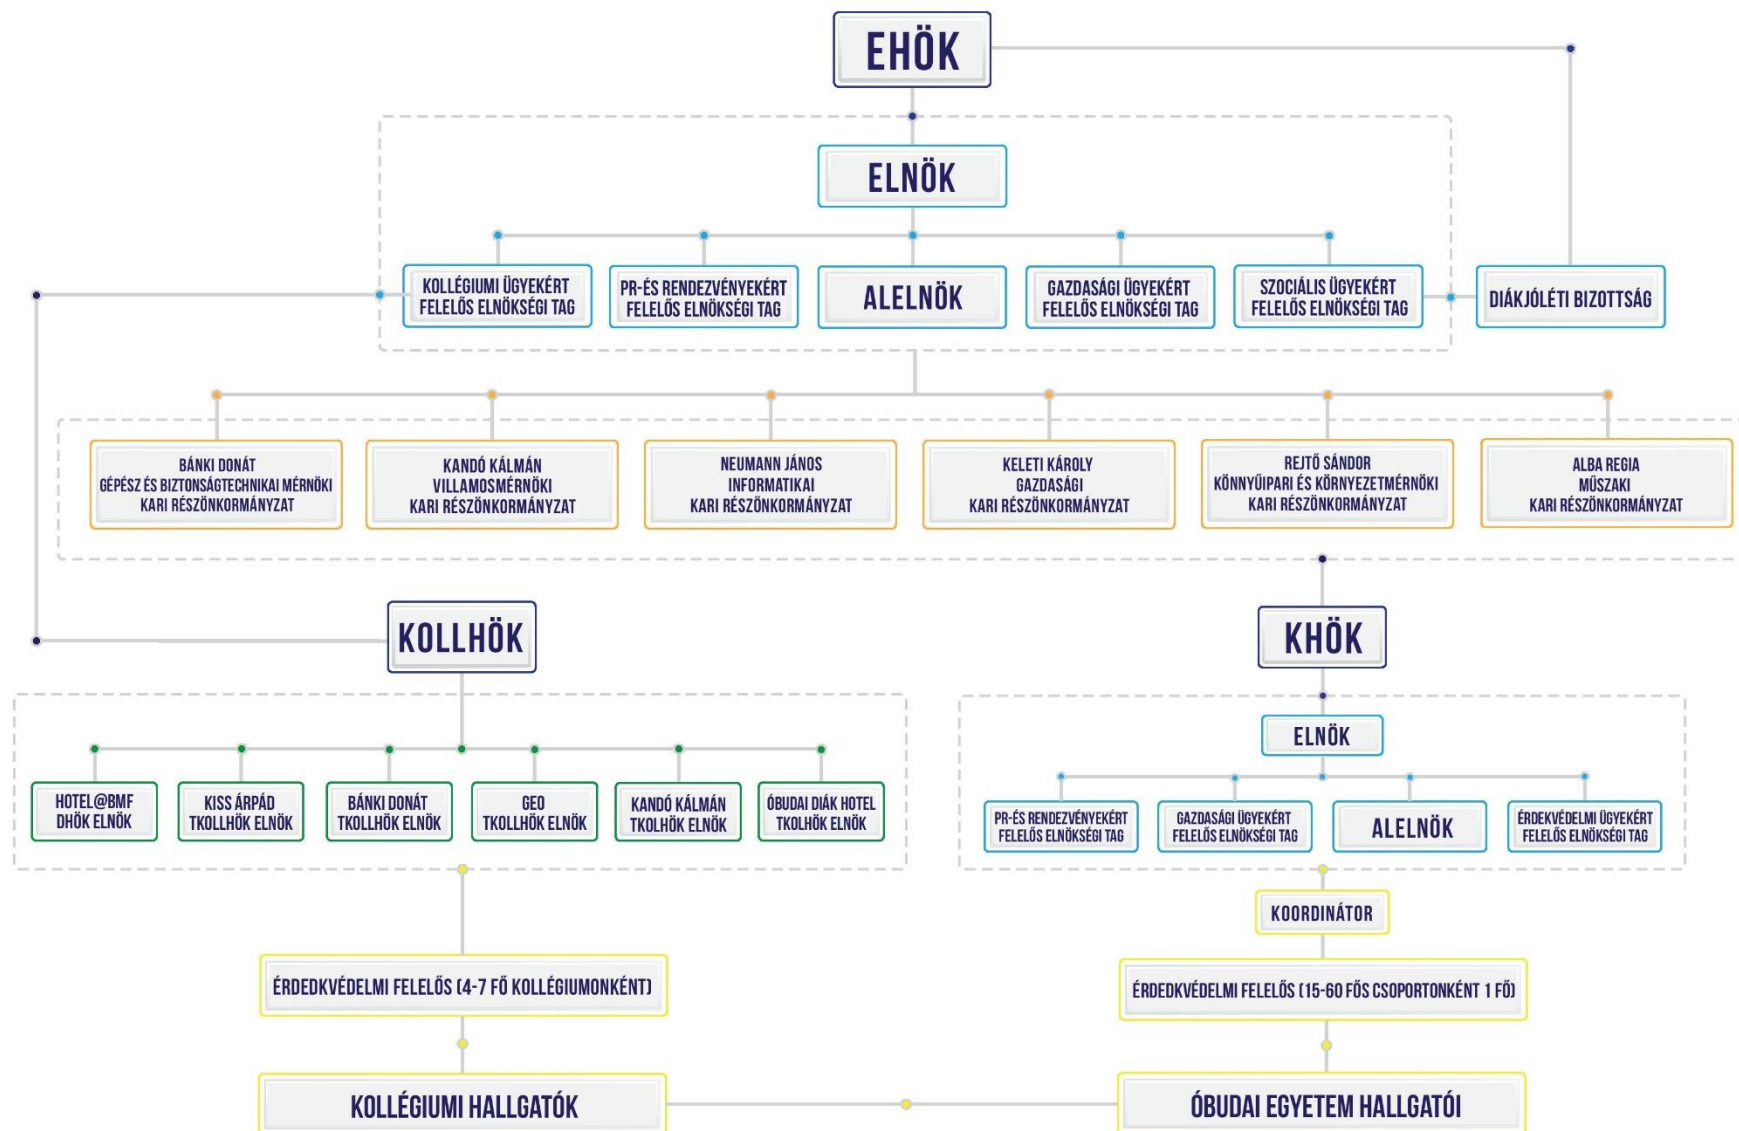 EHÖK
ELNÖK
KOLLÉGIUMI ÜGYEKÉRT
FELELŐS ELNÖKSÉGI TAG
PR-ÉS RENDEZVÉNYEKÉRT
FELELŐS ELNÖKSÉGI TAG
ALELNÖK
GAZDASÁGI ÜGYEKÉRT
FELELŐS ELNÖKSÉGI TAG
SZOCIÁLIS ÜGYEKÉRT
FELELŐS ELNÖKSÉGI TAG
DIÁKJÓLÉTI BIZOTTSÁG
BÁNKI DONÁT
GÉPÉSZ ÉS BIZTONSÁGTECHNIKAI MÉRNÖKI
KARI RÉSZÖNKORMÁNYZAT
KANDÓ KÁLMÁN
VILLAMOSMÉRNÖKI
KARI RÉSZÖNKORMÁNYZAT
NEUMANN JÁNOS
INFORMATIKAI
KARI RÉSZÖNKORMÁNYZAT
KELETI KÁROLY
GAZDASÁGI
KARI RÉSZÖNKORMÁNYZAT
REJTŐ SÁNDOR
KÖNNYŰIPARI ÉS KÖRNYEZETMÉRNÖKI
KARI RÉSZÖNKORMÁNYZAT
ALBA REGIA
MŰSZAKI
KARI RÉSZÖNKORMÁNYZAT
KOLLHÖK
HOTEL@BMF
DHÖK ELNÖK
KISS ÁRPÁD
TKOLLHÖK ELNÖK
BÁNKI DONÁT
TKOLLHÖK ELNÖK
GEO
TKOLLHÖK ELNÖK
KANDÓ KÁLMÁN
TKOLHÖK ELNÖK
ÓBUDAI DIÁK HOTEL
TKOLHÖK ELNÖK
ÉRDEDKVÉDELMI FELELŐS (4-7 FŐ KOLLÉGIUMONKÉNT)
KOLLÉGIUMI HALLGATÓK
KHÖK
ELNÖK
PR-ÉS RENDEZVÉNYEKÉRT
FELELŐS ELNÖKSÉGI TAG
GAZDASÁGI ÜGYEKÉRT
FELELŐS ELNÖKSÉGI TAG
ALELNÖK
ÉRDEKVÉDELMI ÜGYEKÉRT
FELELŐS ELNÖKSÉGI TAG
KOORDINÁTOR
ÉRDEDKVÉDELMI FELELŐS (15-60 FŐS CSOPORTONKÉNT 1 FŐ)
ÓBUDAI EGYETEM HALLGATÓI